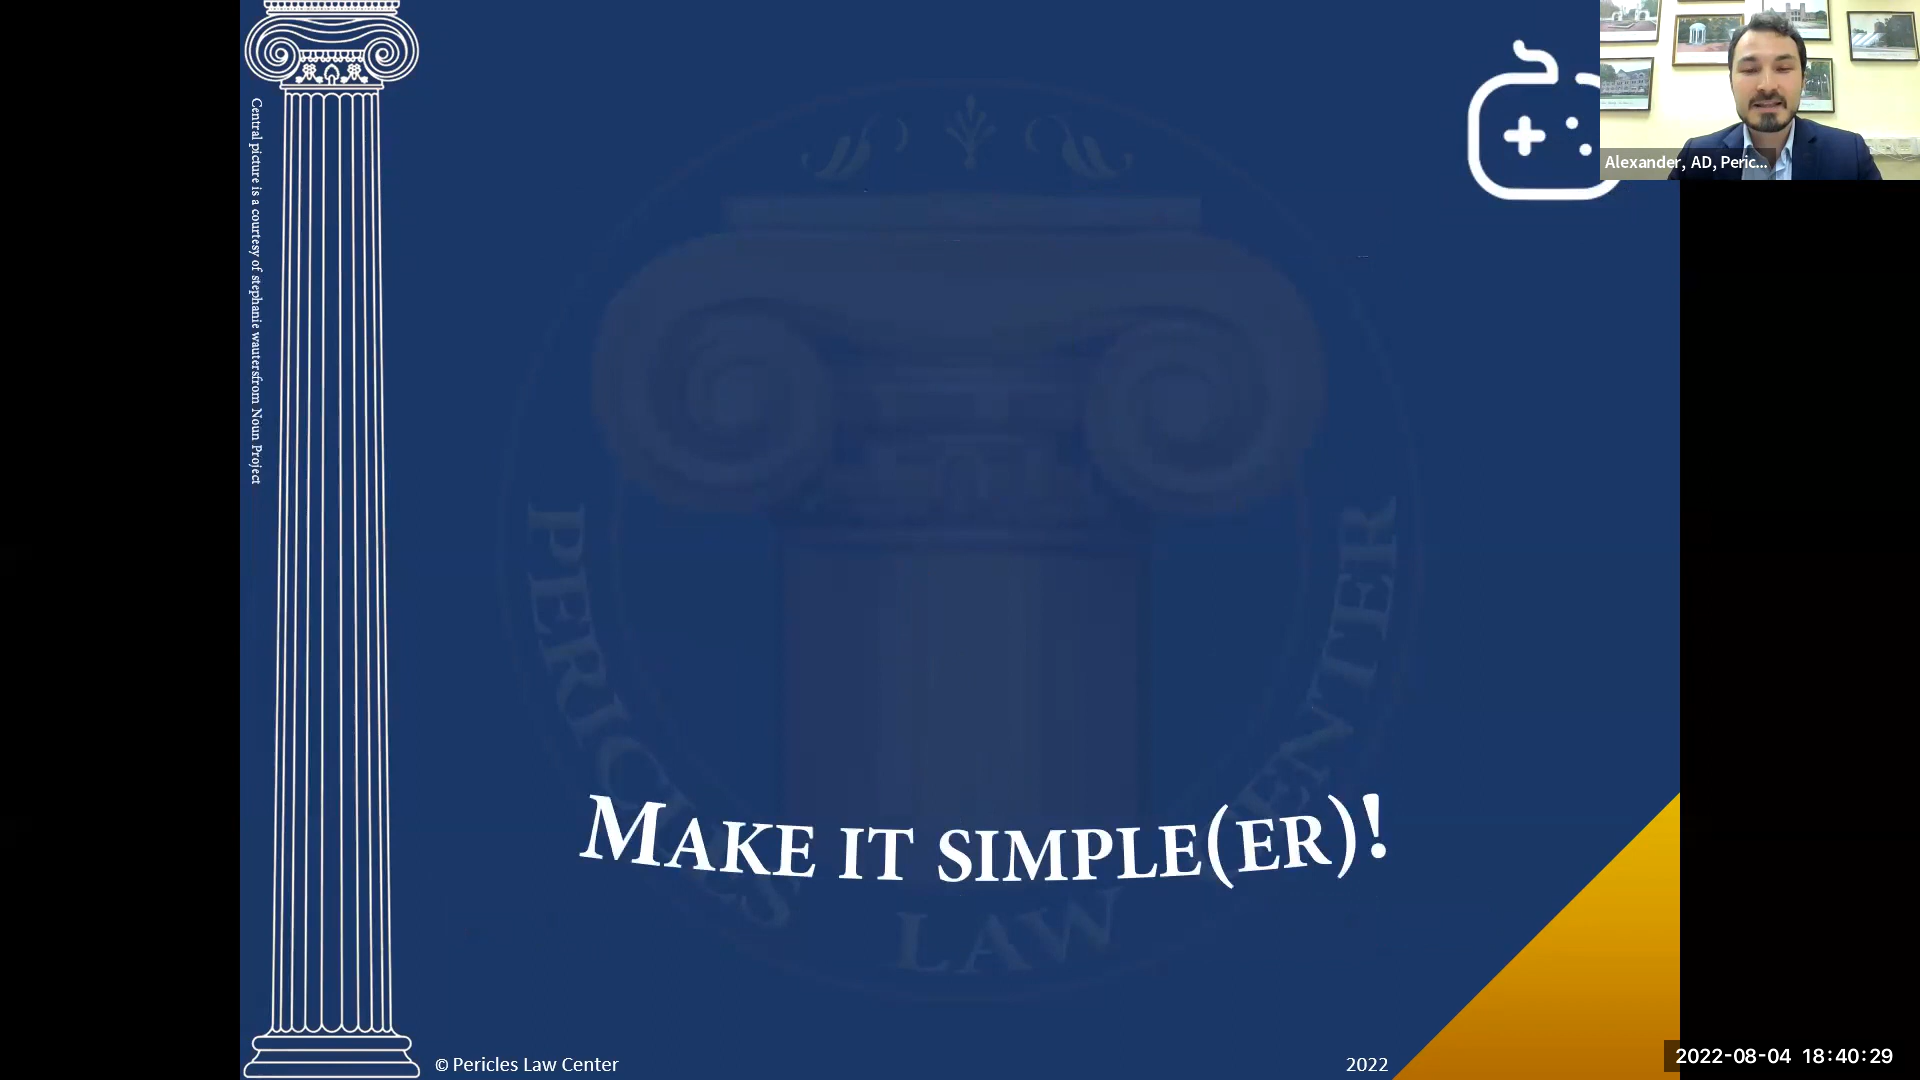 Central picture is a courtesy of stephanie wautersfrom Noun Project
Alexander, AD, Peric...
PERICLES LAW CENTER
MAKE IT SIMPLE(ER)!
© Pericles Law Center
2022
2022-08-04 18:40:29